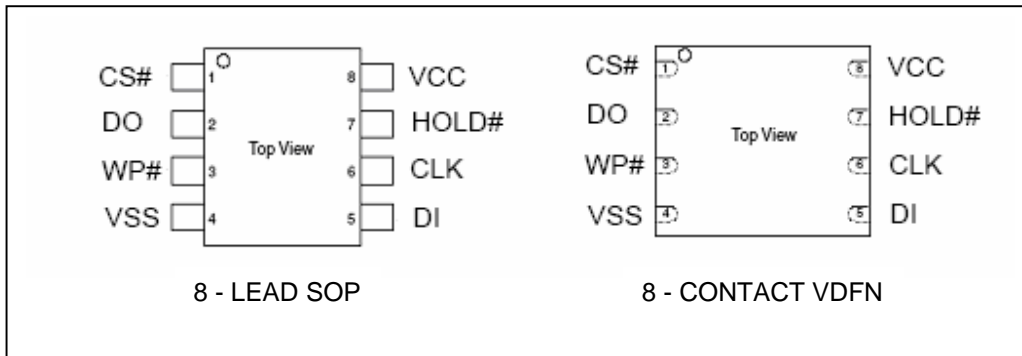 CS# 1 8 VCC
DO 2 7 HOLD#
Top View
WP# 3 6 CLK
VSS 4 5 DI
8 - LEAD SOP
CS# 1 8 VCC
DO 2 7 HOLD#
Top View
WP# 3 6 CLK
VSS 4 5 DI
8 - CONTACT VDFN